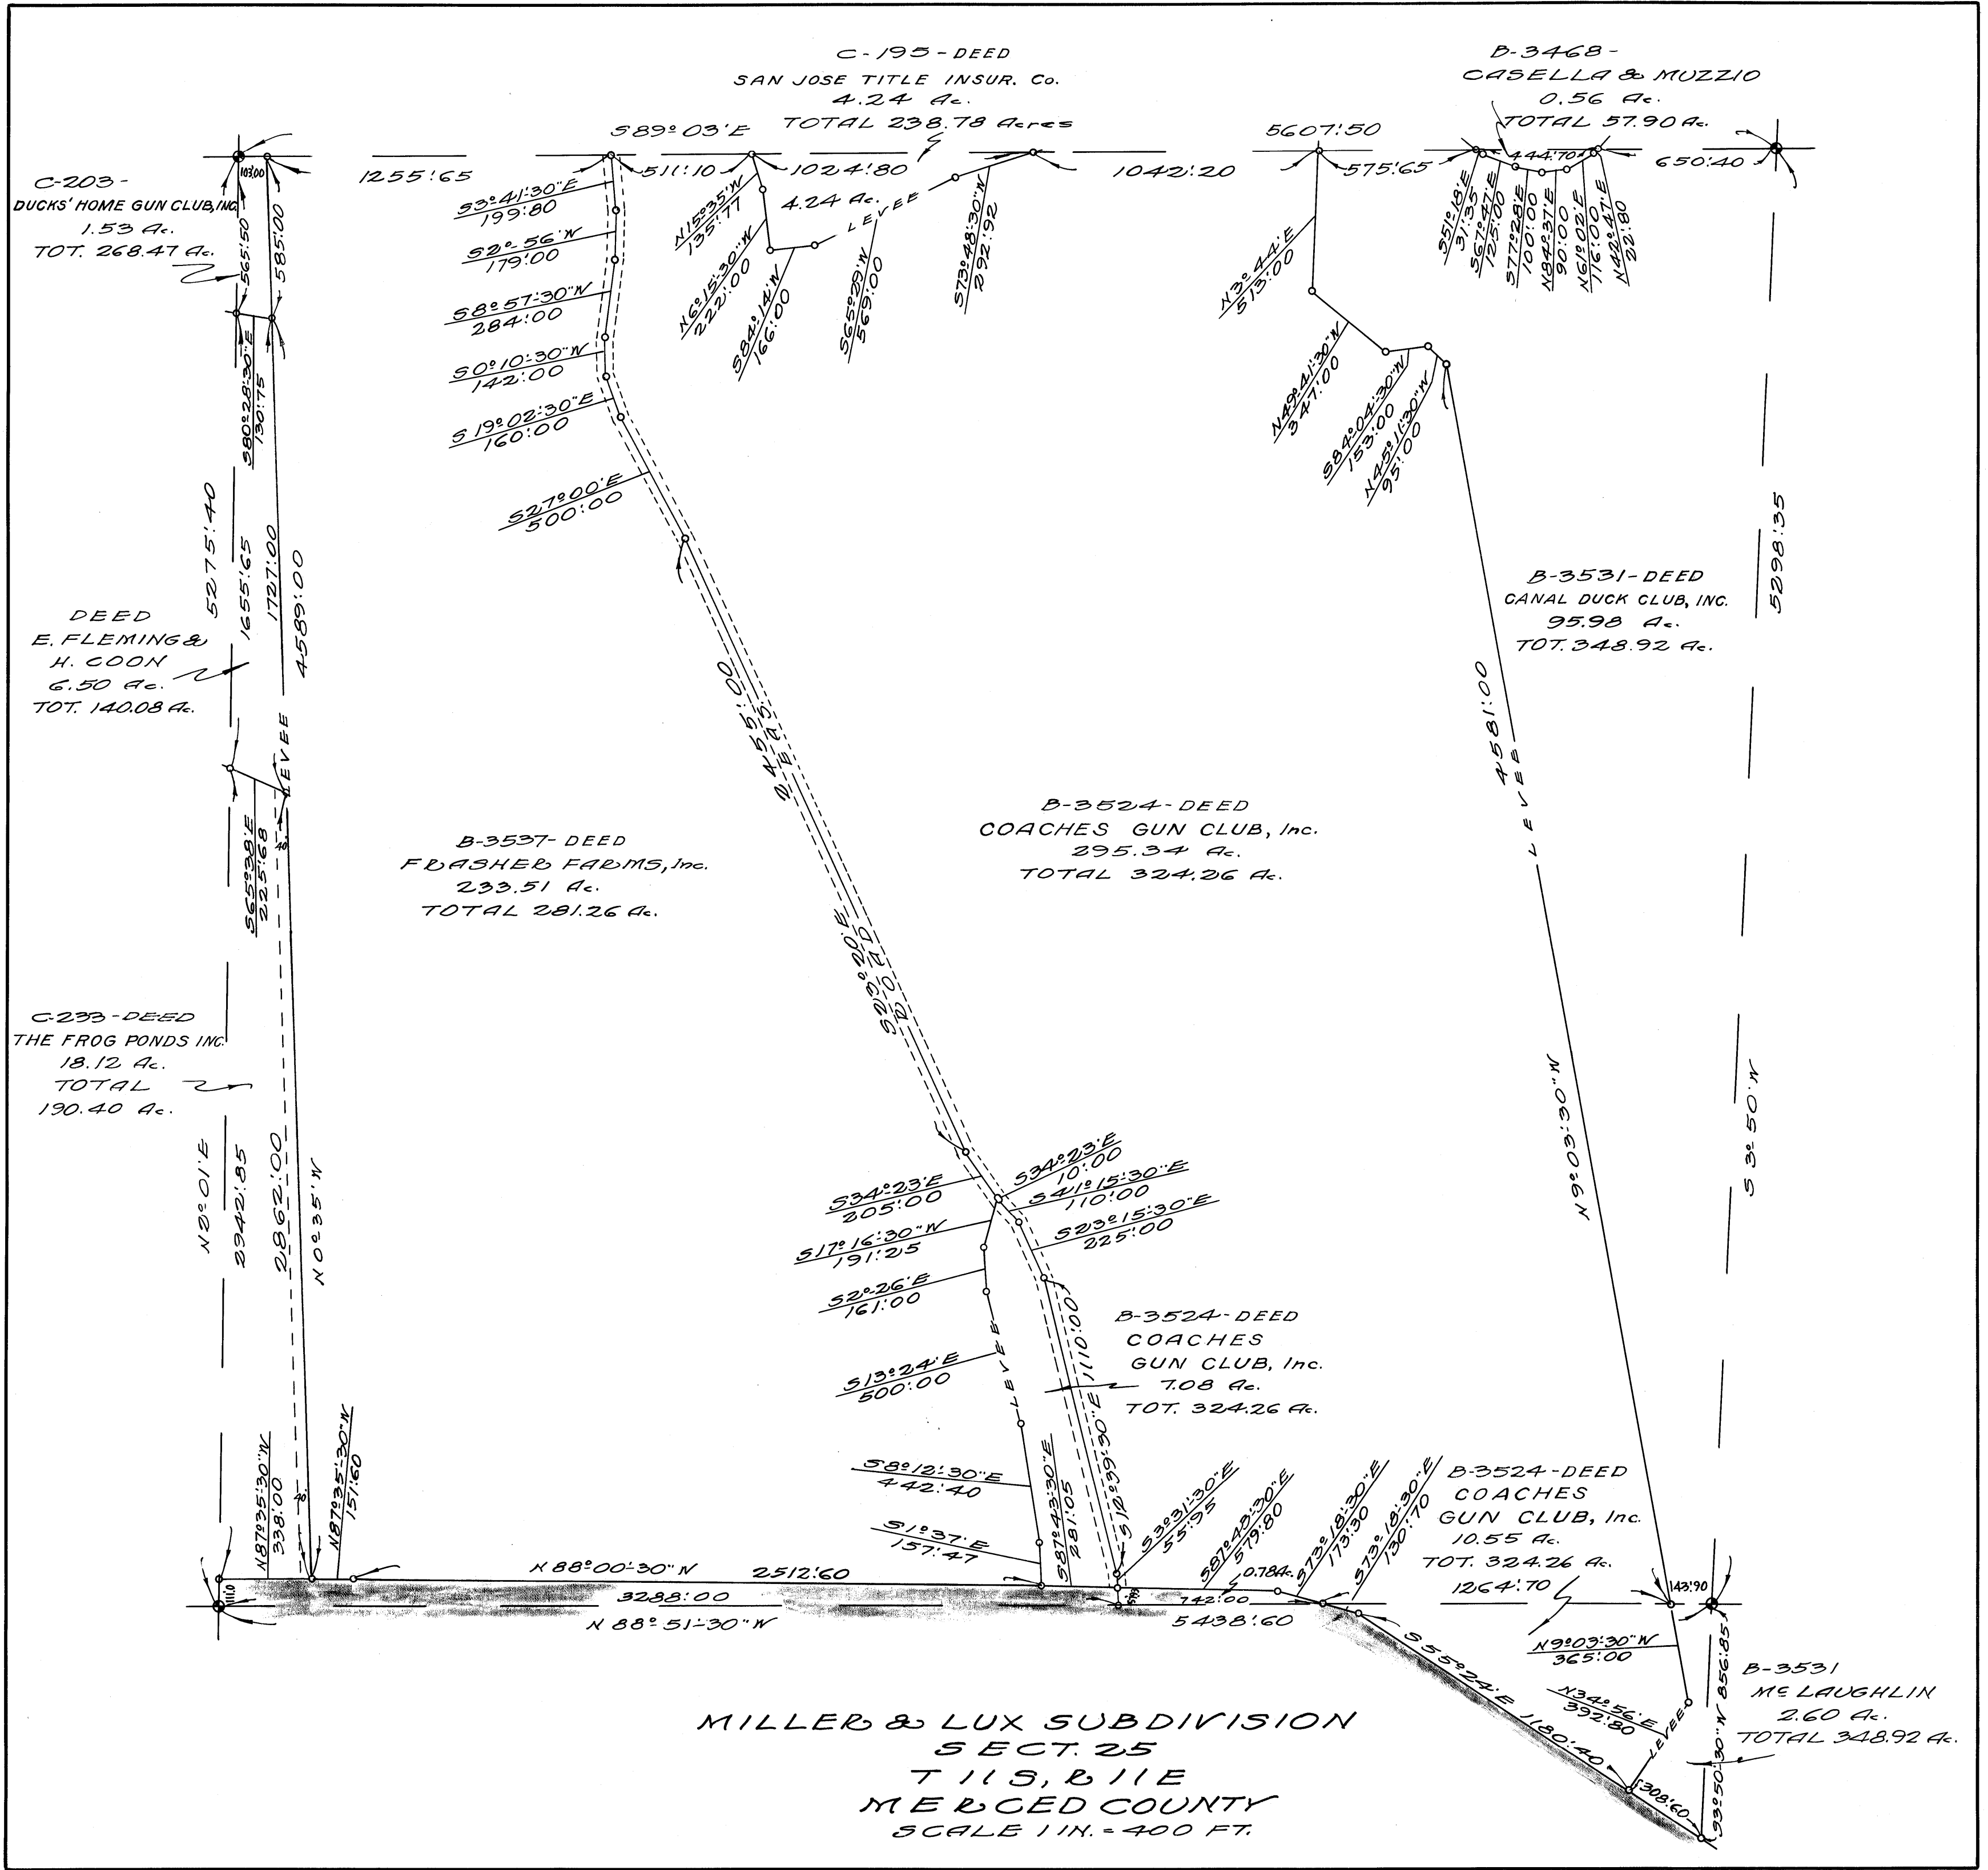 C-195-DEED
SAN JOSE TITLE INSUR. Co.
4.24 Ac.
TOTAL 238.78 Acres
B-3468-
CASELLA & MUZZIO
0.56 Ac.
TOTAL 57.90 Ac.
S89°03'E
5607'.50
103'.00
1255'.65
511'.10
1024'.80
1042'.20
575'.65
444'.70
650'.40
C-203-
DUCKS' HOME GUN CLUB, INC.
1.53 Ac.
TOT. 268.47 Ac.
565'.50
585'.00
S80°28'.30"E
130'.75
S3°41'.30"E
199'.80
S2°56'W
179'.00
S8°57'.30"W
284'.00
S0°10'.30"W
142'.00
S19°02'.30"E
160'.00
S27°00'E
500'.00
N15°35'W
135'.77
N6°15'.30"W
222'.00
S84°14'W
166'.00
4.24 Ac.
LEVEE
S65°29'W
569'.00
S73°48'.30"W
292'.92
N3°44'E
513'.00
N49°41'.30"W
347'.00
S84°04'.30"W
153'.00
N45°11'.30"W
95'.00
S51°18'E
31'.35
S67°47'E
125'.00
S77°28'E
100'.00
N84°37'E
90'.00
N61°02'E
116'.00
N42°47'E
22'.80
5275'.40
1655'.65
1727'.00
4589'.00
LEVEE
5298'.35
B-3531-DEED
CANAL DUCK CLUB, INC.
95.98 Ac.
TOT. 348.92 Ac.
DEED
E. FLEMING &
H. COON
6.50 Ac.
TOT. 140.08 Ac.
2455'.00
R. EAS.
4581'.00
LEVEE
40'
S65°38'E
225'.68
B-3537-DEED
FRASHER FARMS, Inc.
233.51 Ac.
TOTAL 281.26 Ac.
B-3524-DEED
COACHES GUN CLUB, Inc.
295.34 Ac.
TOTAL 324.26 Ac.
S23°20'E
ROAD
C-233-DEED
THE FROG PONDS INC.
18.12 Ac.
TOTAL
190.40 Ac.
N2°01'E
2942'.85
2862'.00
N0°35'W
N9°03'.30"W
S3°50'W
S34°23'E
205'.00
S34°23'E
10'.00
S41°15'.30"E
110'.00
S23°15'.30"E
225'.00
S17°16'.30"W
191'.25
S2°26'E
161'.00
S13°24'E
500'.00
LEVEE
1110'.00
S12°39'.30"E
B-3524-DEED
COACHES
GUN CLUB, Inc.
7.08 Ac.
TOT. 324.26 Ac.
S8°12'.30"E
442'.40
S1°37'E
157'.47
S87°43'.30"E
281'.05
S3°31'.30"E
55'.95
S87°43'.30"E
579'.80
S73°18'.30"E
173'.30
S73°18'.30"E
130'.70
B-3524-DEED
COACHES
GUN CLUB, Inc.
10.55 Ac.
TOT. 324.26 Ac.
1264'.70
143'.90
N87°35'.30"W
338'.00
40'
N87°35'.30"W
151'.60
111'.0
N88°00'.30"W
2512'.60
3288'.00
N88°51'.30"W
0.78 Ac.
742'.00
5438'.60
N9°03'.30"W
365'.00
N34°56'E
392'.80
LEVEE
S55°24'E
1180'.40
308'.60
S3°50'.30"W 856'.85
B-3531
Mc LAUGHLIN
2.60 Ac.
TOTAL 348.92 Ac.
MILLER & LUX SUBDIVISION
SECT. 25
T 11 S, R 11 E
MERCED COUNTY
SCALE 1 IN. = 400 FT.